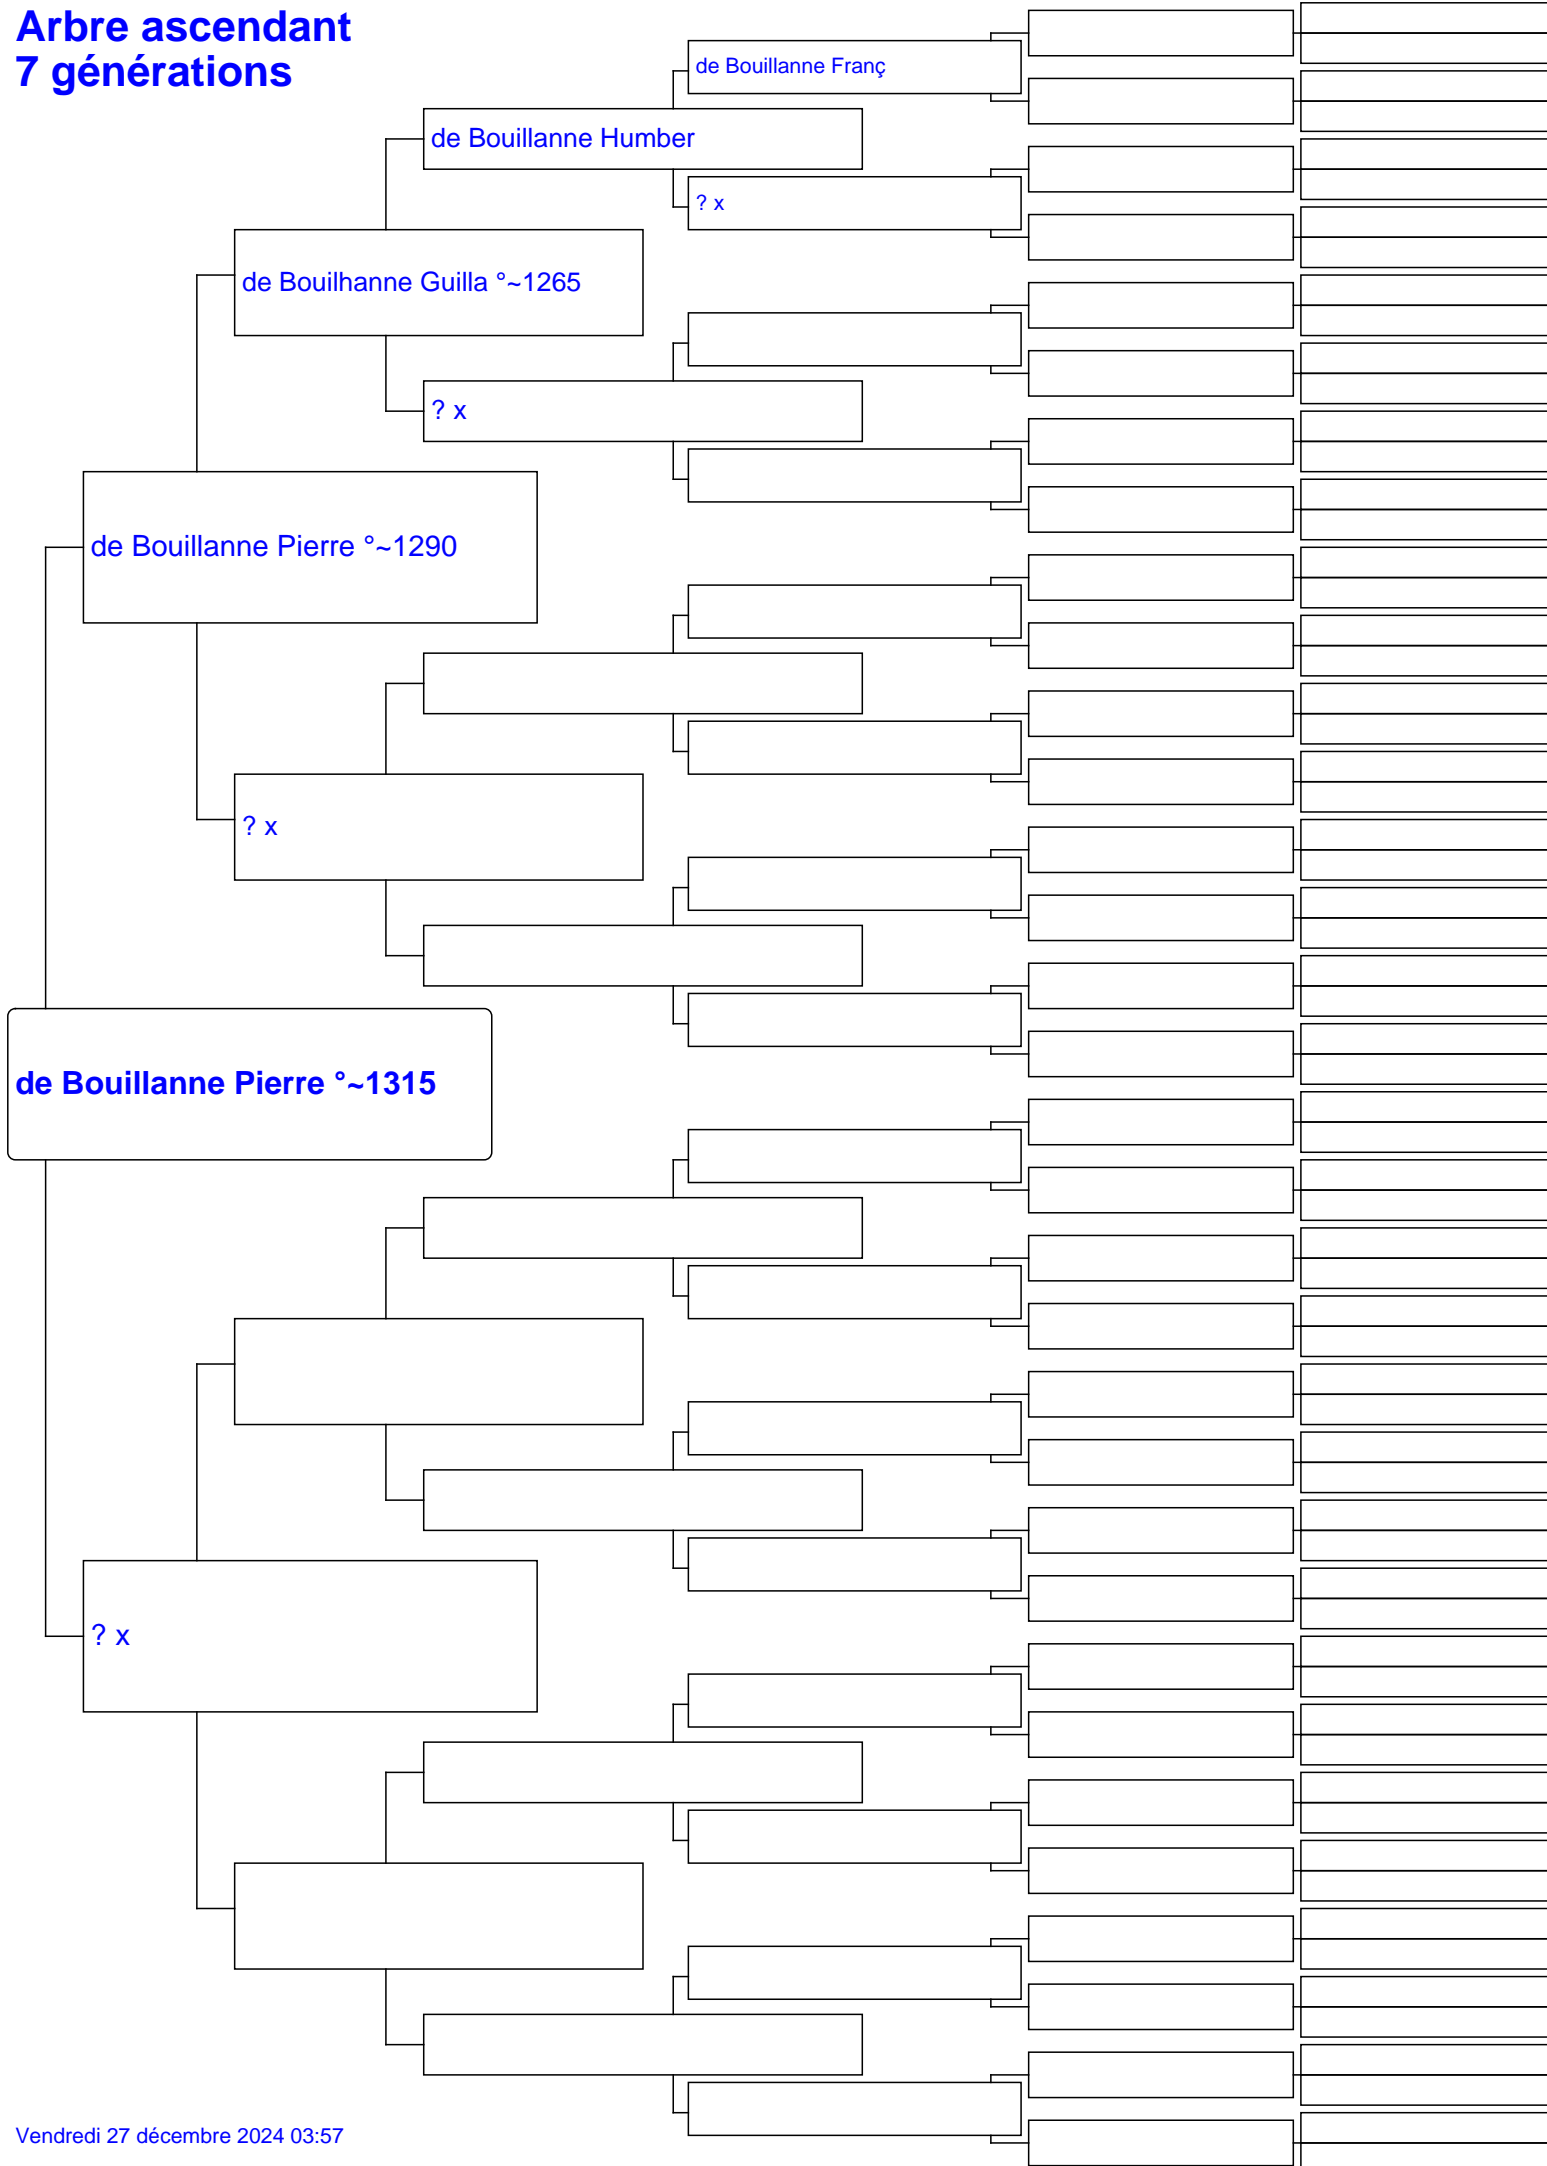 Arbre ascendant
7 générations
de Bouillanne Franç
de Bouillanne Humber
? x
de Bouilhanne Guilla °~1265
? x
de Bouillanne Pierre °~1290
? x
de Bouillanne Pierre °~1315
? x
Vendredi 27 décembre 2024 03:57